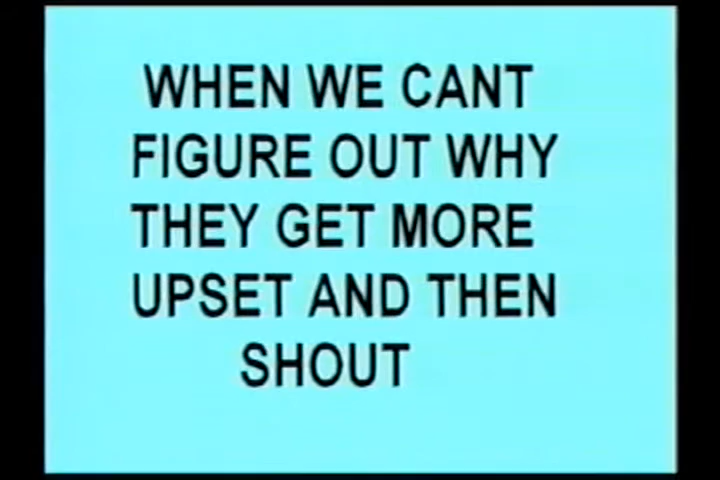 WHEN WE CANT
FIGURE OUT WHY
THEY GET MORE
UPSET AND THEN
SHOUT